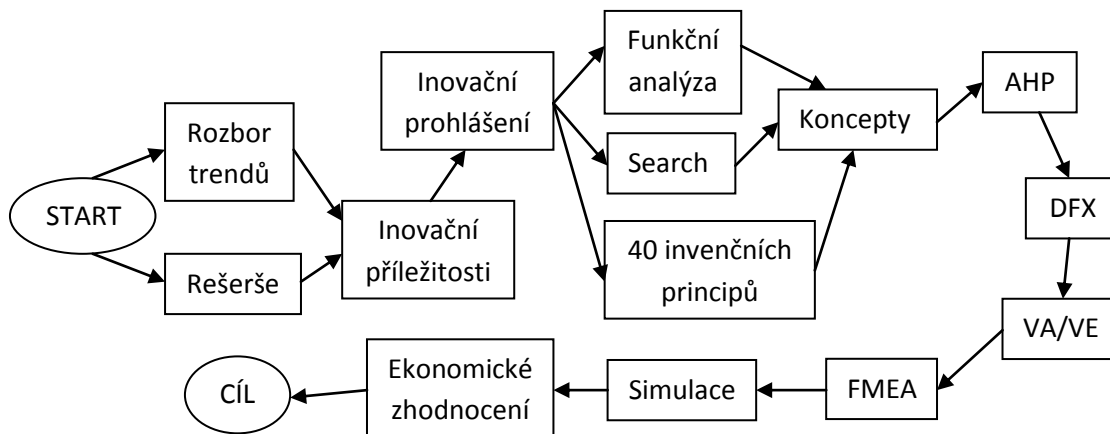 START
Rozbor
trendů
Rešerše
Inovační
příležitosti
Inovační
prohlášení
Funkční
analýza
Search
40 invenčních
principů
Koncepty
AHP
DFX
VA/VE
FMEA
Simulace
Ekonomické
zhodnocení
CÍL